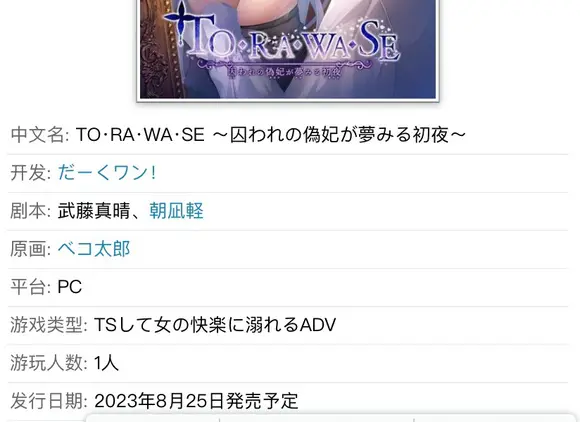 TO·RA·WA·SE
囚われの偽妃が夢みる初夜
中文名: TO·RA·WA·SE ～囚われの偽妃が夢みる初夜～
开发: だーくワン！
剧本: 武藤真晴、朝凪軽
原画: ペコ太郎
平台: PC
游戏类型: TSして女の快楽に溺れるADV
游玩人数: 1人
发行日期: 2023年8月25日発売予定